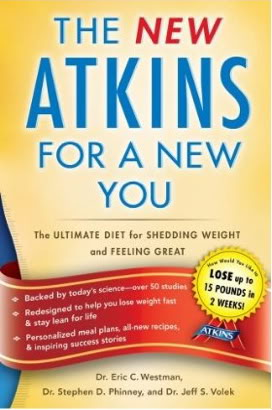 THE NEW
ATKINS
FOR A NEW
YOU
The ULTIMATE DIET for SHEDDING WEIGHT
and FEELING GREAT
Backed by today's science—over 50 studies
Redesigned to help you lose weight fast
& stay lean for life
Personalized meal plans, all-new recipes,
& inspiring success stories
How Would You Like to
LOSE up to
15 POUNDS in
2 WEEKS!
ATKINS
Dr. Eric C. Westman,
Dr. Stephen D. Phinney, and Dr. Jeff S. Volek